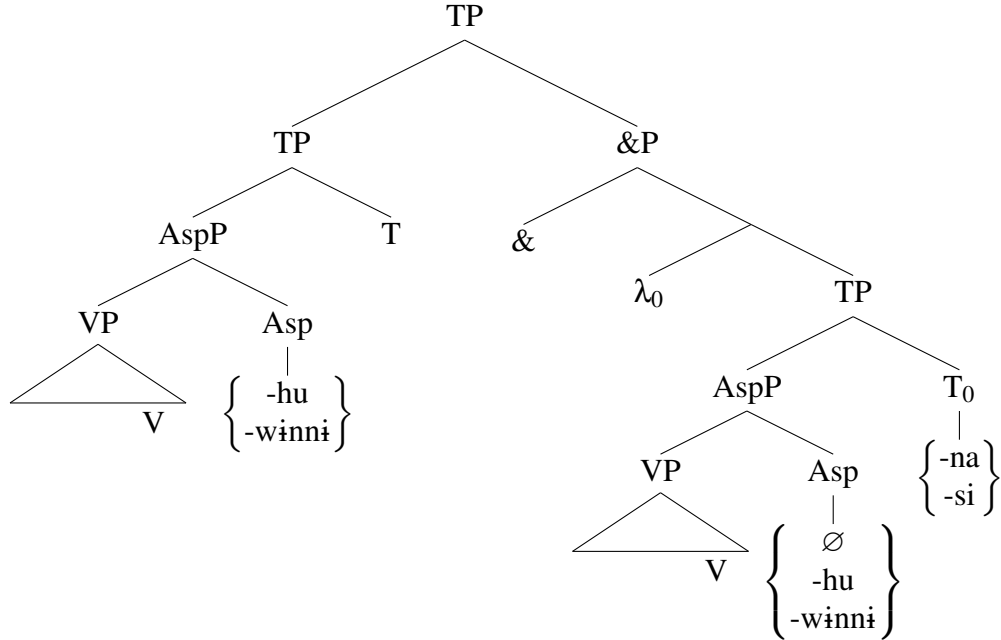 TP
TP &P
AspP T & 
λ₀ TP
VP Asp
AspP T₀
V -hu
-wɨnnɨ
VP Asp -na
-si
V ∅
-hu
-wɨnnɨ